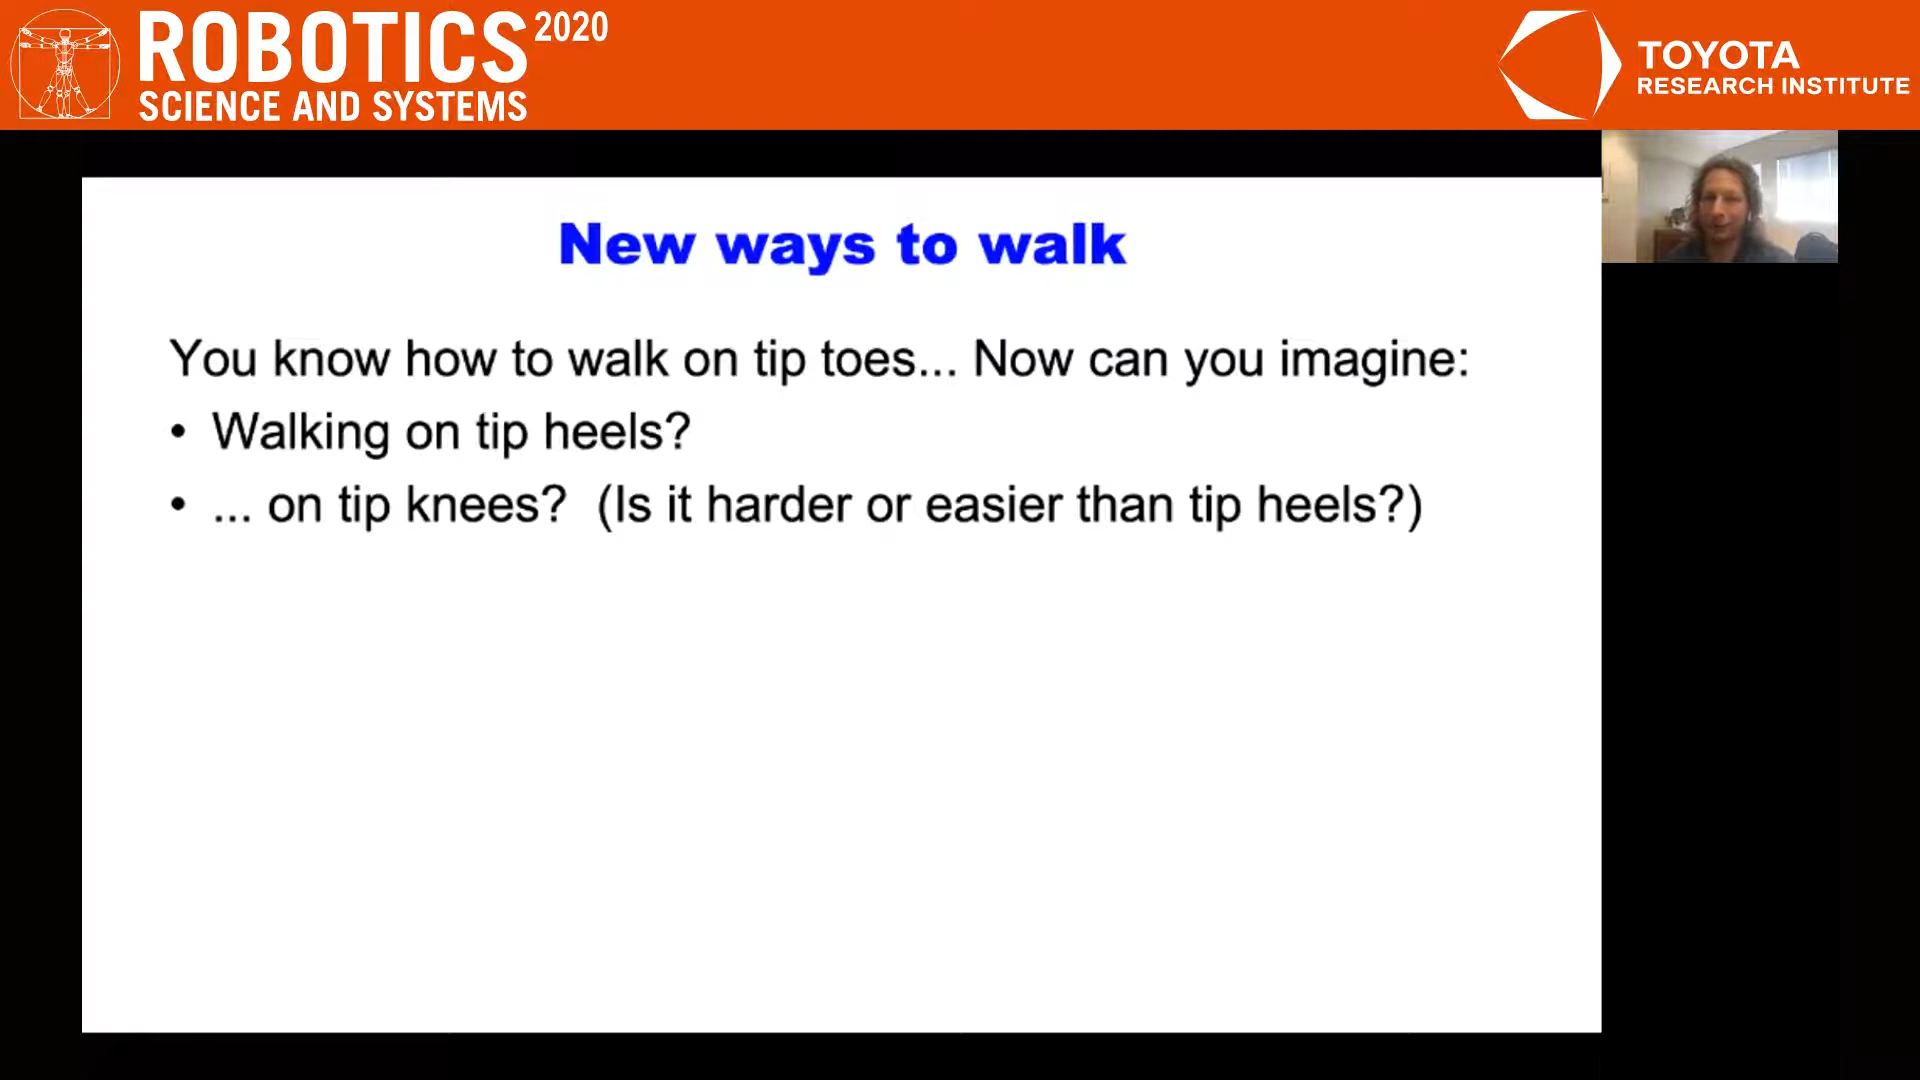 ROBOTICS 2020
SCIENCE AND SYSTEMS
TOYOTA
RESEARCH INSTITUTE
New ways to walk
You know how to walk on tip toes... Now can you imagine:
• Walking on tip heels?
• ... on tip knees? (Is it harder or easier than tip heels?)